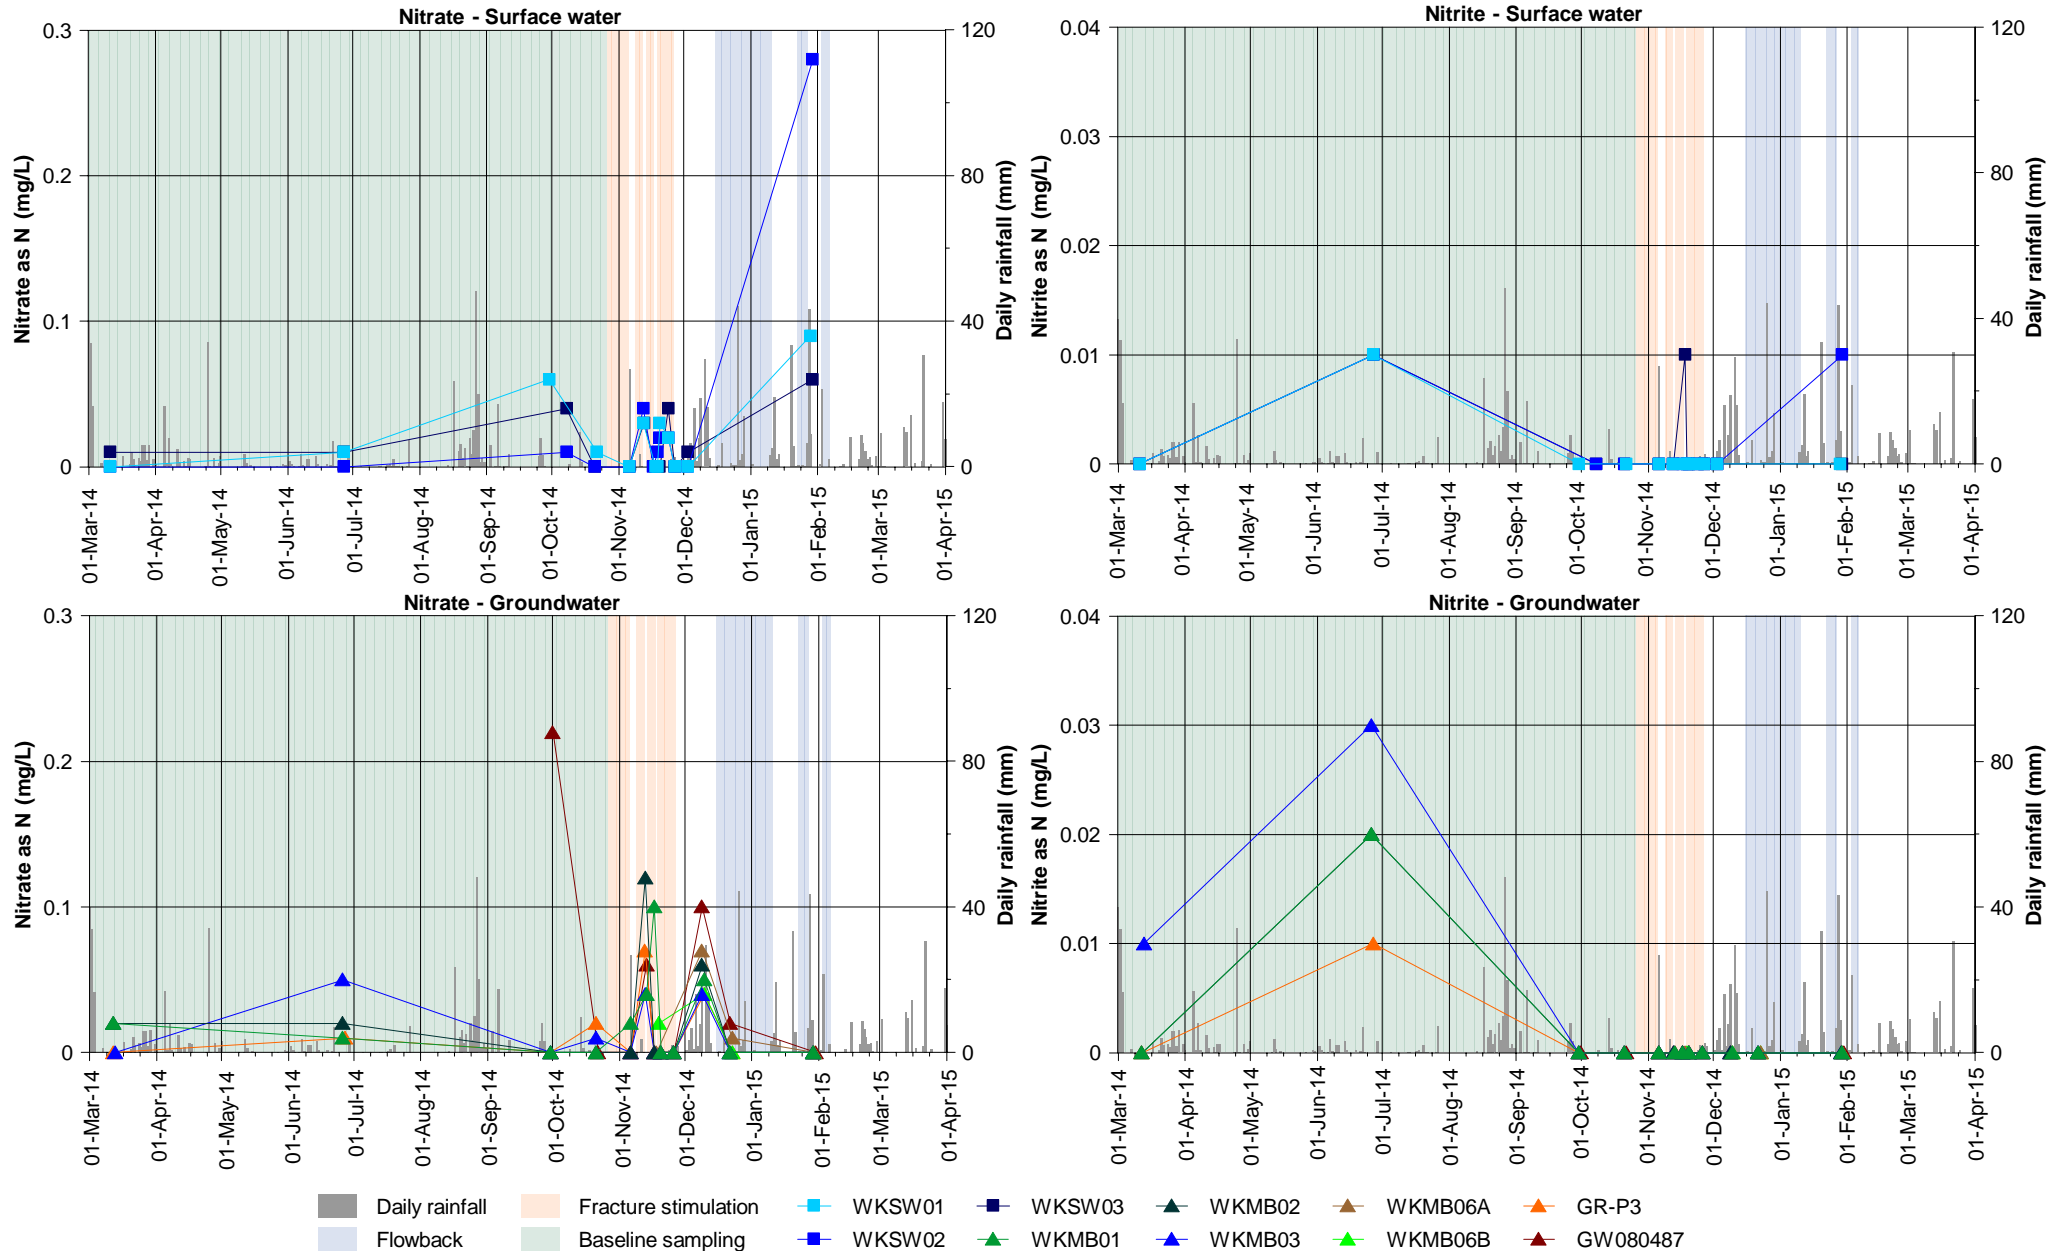 Nitrate - Surface water
0.3
0.2
0.1
0
Nitrate as N (mg/L)
120
80
40
0
Daily rainfall (mm)
01-Mar-14
01-Apr-14
01-May-14
01-Jun-14
01-Jul-14
01-Aug-14
01-Sep-14
01-Oct-14
01-Nov-14
01-Dec-14
01-Jan-15
01-Feb-15
01-Mar-15
01-Apr-15
Nitrite - Surface water
0.04
0.03
0.02
0.01
0
Nitrite as N (mg/L)
120
80
40
0
Daily rainfall (mm)
01-Mar-14
01-Apr-14
01-May-14
01-Jun-14
01-Jul-14
01-Aug-14
01-Sep-14
01-Oct-14
01-Nov-14
01-Dec-14
01-Jan-15
01-Feb-15
01-Mar-15
01-Apr-15
Nitrate - Groundwater
0.3
0.2
0.1
0
Nitrate as N (mg/L)
120
80
40
0
Daily rainfall (mm)
01-Mar-14
01-Apr-14
01-May-14
01-Jun-14
01-Jul-14
01-Aug-14
01-Sep-14
01-Oct-14
01-Nov-14
01-Dec-14
01-Jan-15
01-Feb-15
01-Mar-15
01-Apr-15
Nitrite - Groundwater
0.04
0.03
0.02
0.01
0
Nitrite as N (mg/L)
120
80
40
0
Daily rainfall (mm)
01-Mar-14
01-Apr-14
01-May-14
01-Jun-14
01-Jul-14
01-Aug-14
01-Sep-14
01-Oct-14
01-Nov-14
01-Dec-14
01-Jan-15
01-Feb-15
01-Mar-15
01-Apr-15
Daily rainfall
Fracture stimulation
WKSW01
WKSW03
WKMB02
WKMB06A
GR-P3
Flowback
Baseline sampling
WKSW02
WKMB01
WKMB03
WKMB06B
GW080487